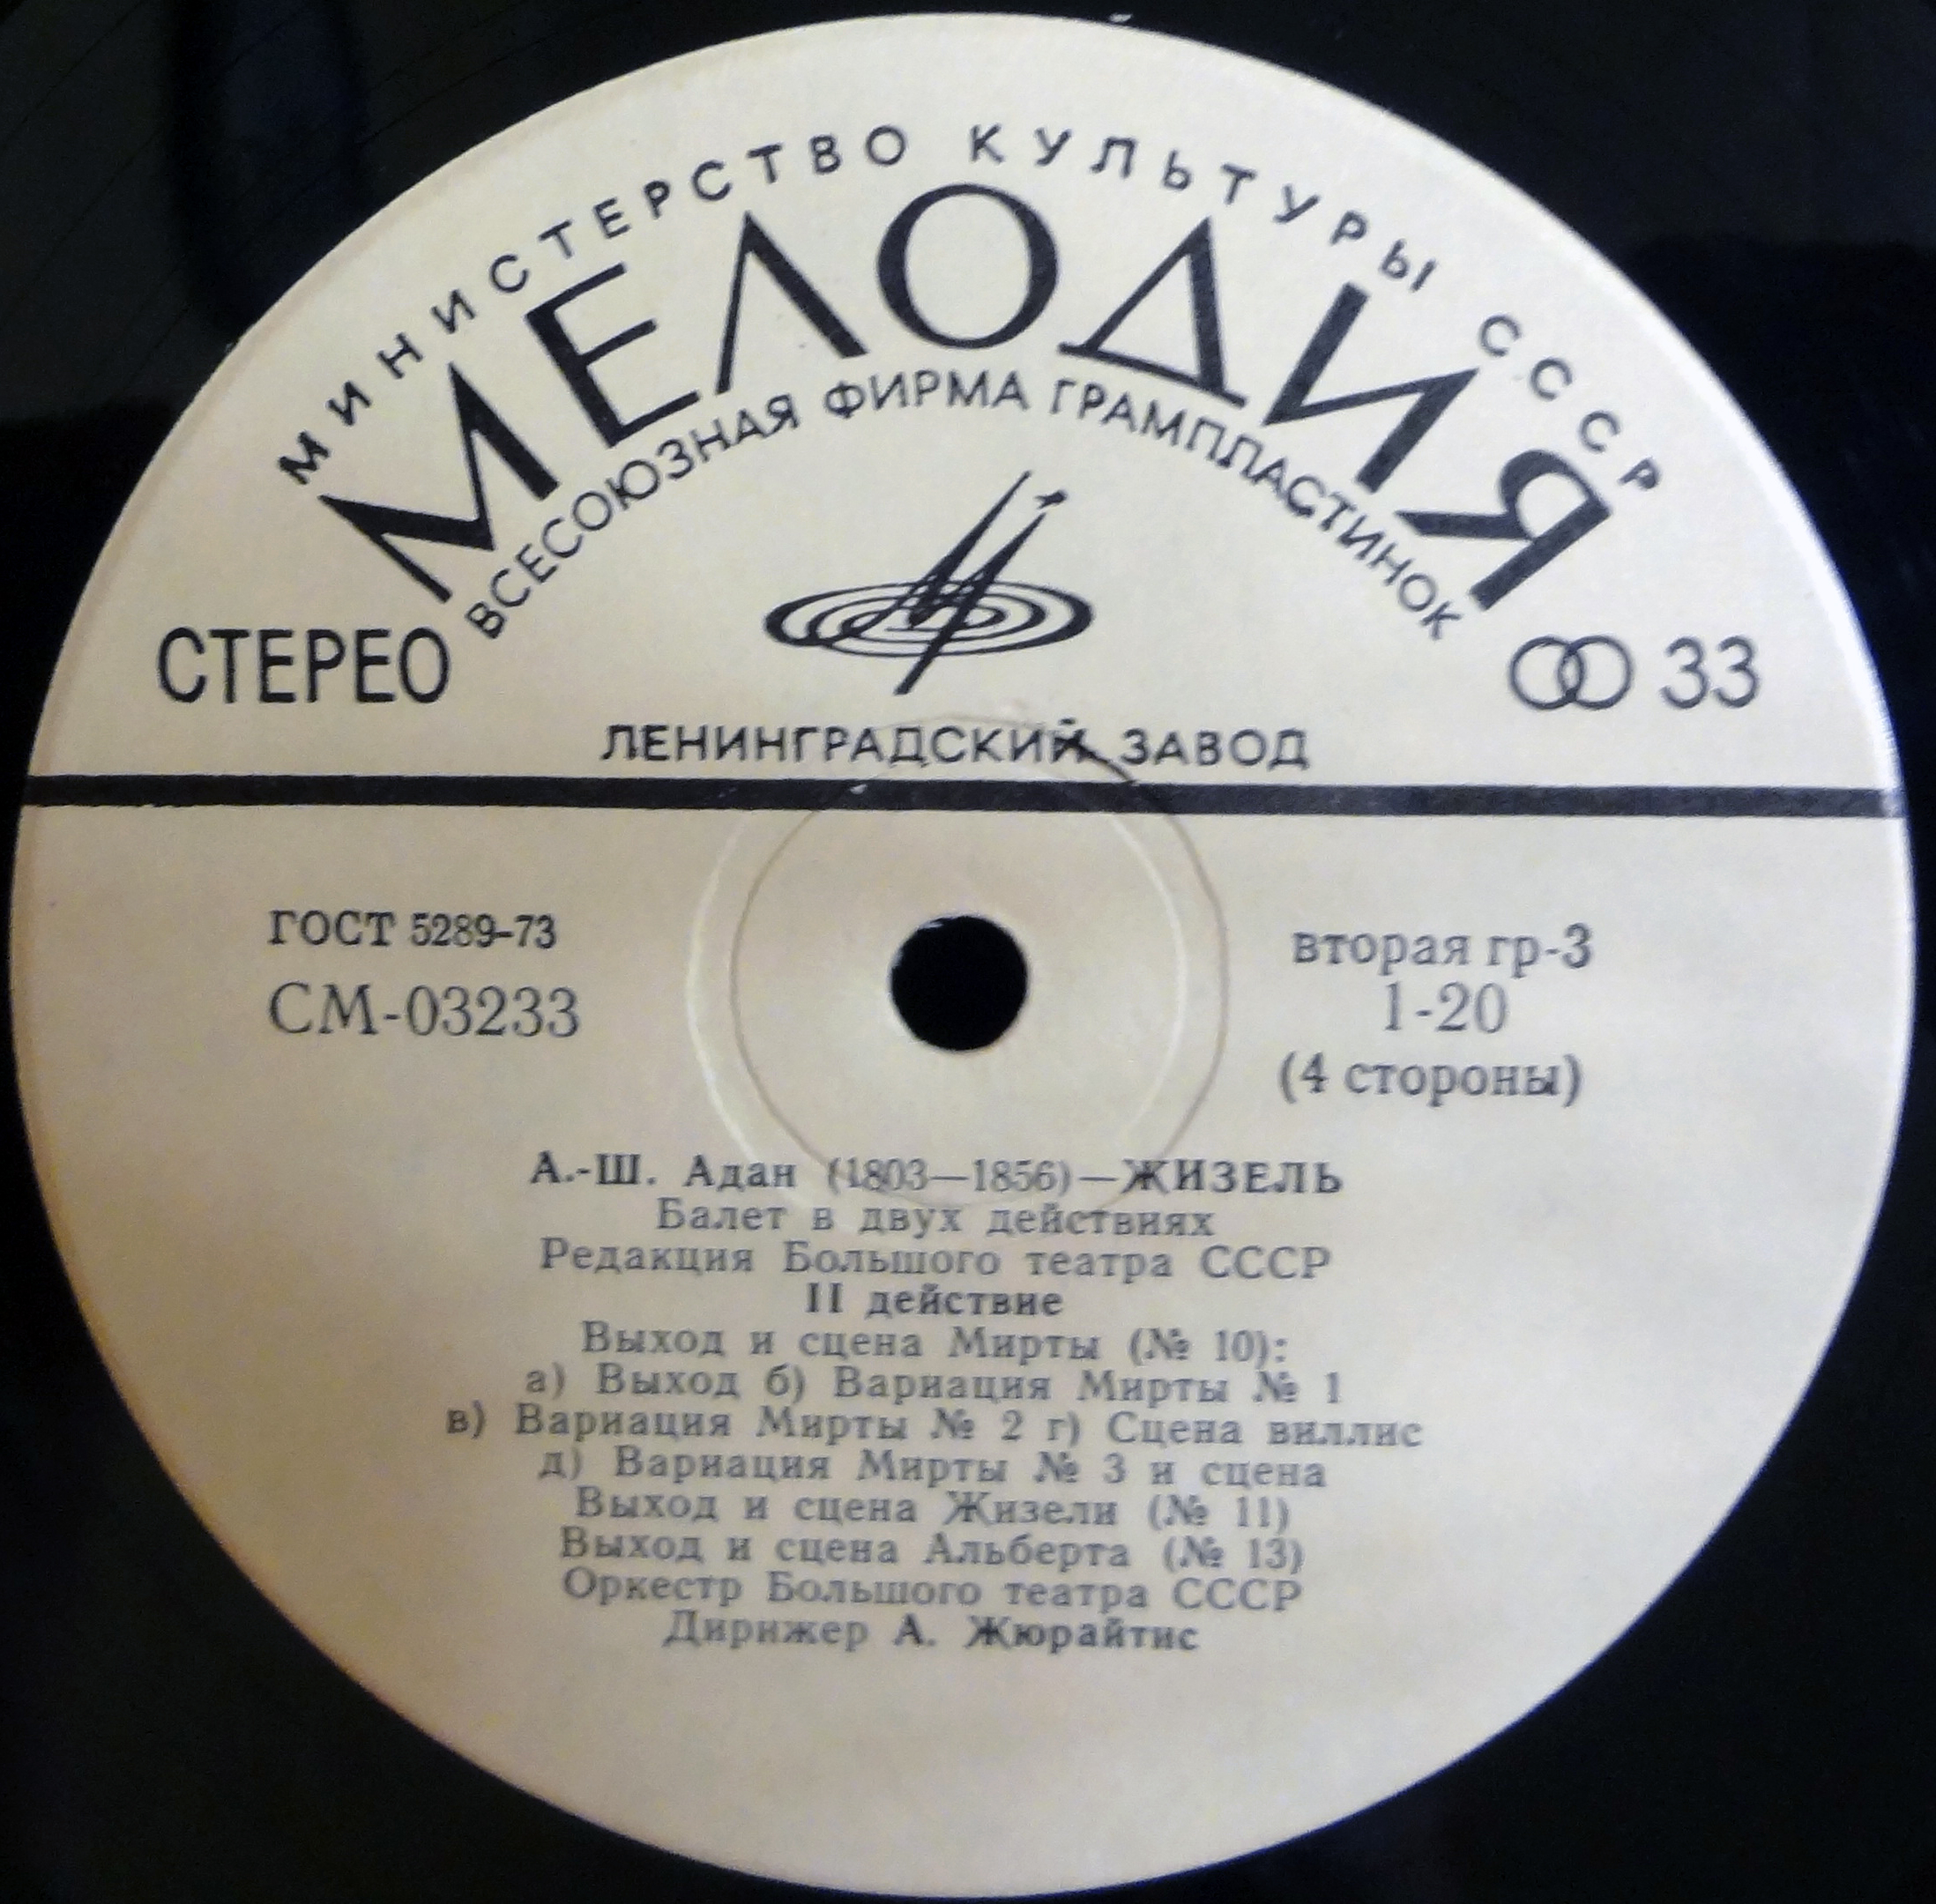 МИНИСТЕРСТВО КУЛЬТУРЫ СССР
МЕЛОДИЯ
ВСЕСОЮЗНАЯ ФИРМА ГРАМПЛАСТИНОК
СТЕРЕО
33
ЛЕНИНГРАДСКИЙ ЗАВОД
ГОСТ 5289-73
СМ-03233
вторая гр-3
1-20
(4 стороны)
А.-Ш. Адан (1803—1856)—ЖИЗЕЛЬ
Балет в двух действиях
Редакция Большого театра СССР
II действие
Выход и сцена Мирты (№ 10):
а) Выход б) Вариация Мирты № 1
в) Вариация Мирты № 2 г) Сцена виллис
д) Вариация Мирты № 3 и сцена
Выход и сцена Жизели (№ 11)
Выход и сцена Альберта (№ 13)
Оркестр Большого театра СССР
Дирижер А. Жюрайтис